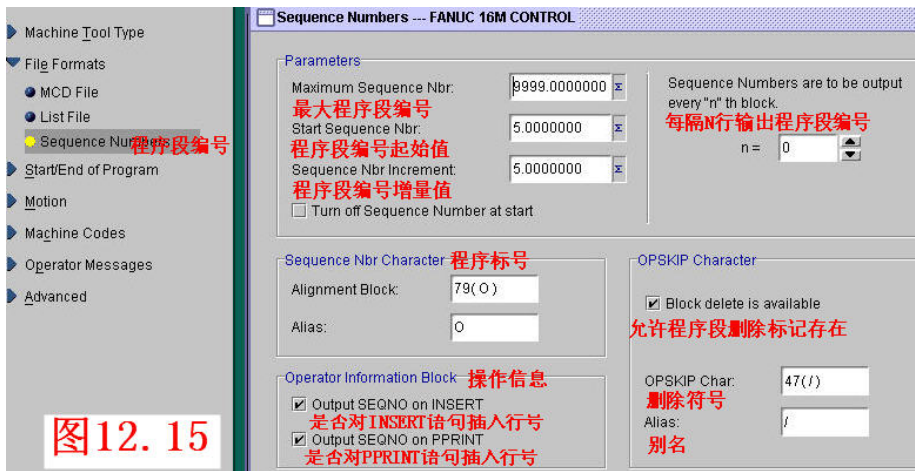 Sequence Numbers --- FANUC 16M CONTROL
Machine Tool Type
File Formats
MCD File
List File
Sequence Numbers
程序段编号
Start/End of Program
Motion
Machine Codes
Operator Messages
Advanced
图12.15
Parameters
Maximum Sequence Nbr: 9999.0000000 Σ
最大程序段编号
Start Sequence Nbr: 5.0000000 Σ
程序段编号起始值
Sequence Nbr Increment: 5.0000000 Σ
程序段编号增量值
Turn off Sequence Number at start
Sequence Numbers are to be output
every "n" th block.
每隔N行输出程序段编号
n = 0
Sequence Nbr Character 程序标号
Alignment Block: 79( O )
Alias: O
Operator Information Block 操作信息
Output SEQNO on INSERT
是否对INSERT语句插入行号
Output SEQNO on PPRINT
是否对PPRINT语句插入行号
OPSKIP Character
Block delete is available
允许程序段删除标记存在
OPSKIP Char: 47( / )
删除符号
Alias: /
别名